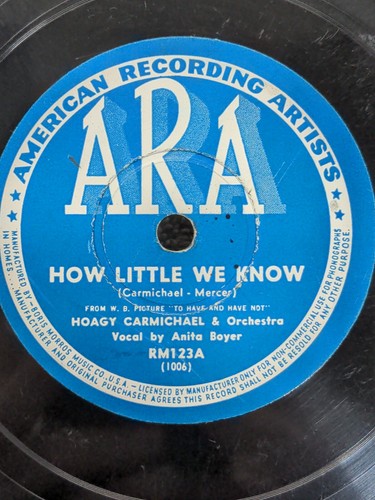 ★ AMERICAN RECORDING ARTISTS ★
ARA
HOW LITTLE WE KNOW
(Carmichael - Mercer)
FROM W. B. PICTURE "TO HAVE AND HAVE NOT"
HOAGY CARMICHAEL & Orchestra
Vocal by Anita Boyer
RM123A
(1006)
MANUFACTURED BY - BORIS MORROS MUSIC CO., U.S.A. - LICENSED BY MANUFACTURER ONLY FOR NON-COMMERCIAL USE FOR PHONOGRAPHS
IN HOMES. MANUFACTURER AND ORIGINAL PURCHASER AGREES THIS RECORD SHALL NOT BE RESOLD FOR ANY OTHER PURPOSE.